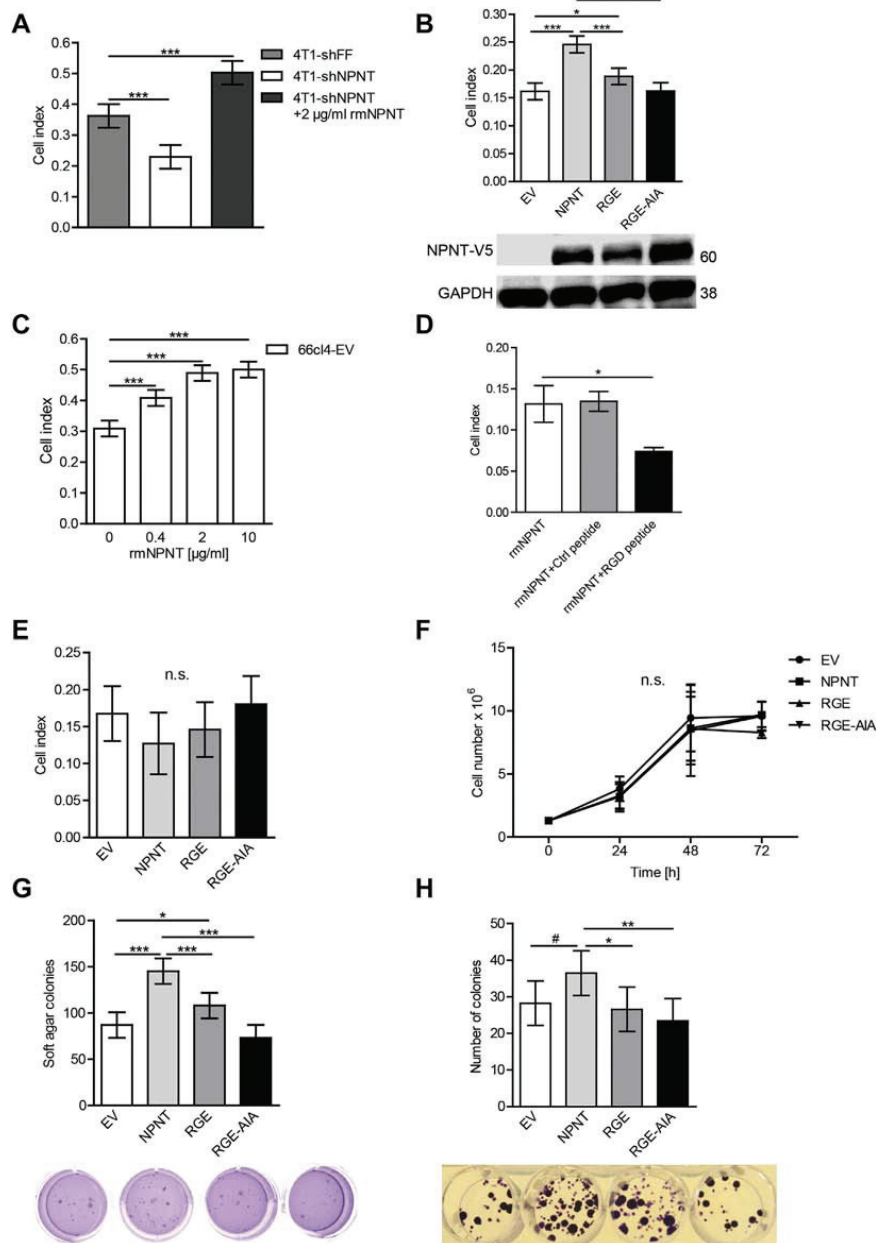 A
***
***
4T1-shFF
4T1-shNPNT
4T1-shNPNT
+2 µg/ml rmNPNT
Cell index
0.6
0.5
0.4
0.3
0.2
0.1
0.0
B
*
***
***
Cell index
0.30
0.25
0.20
0.15
0.10
0.05
0.00
EV
NPNT
RGE
RGE-AIA
NPNT-V5
60
GAPDH
38
C
***
***
***
66cl4-EV
Cell index
0.6
0.5
0.4
0.3
0.2
0.1
0.0
0
0.4
2
10
rmNPNT [µg/ml]
D
*
Cell index
0.20
0.15
0.10
0.05
0.00
rmNPNT
rmNPNT+Ctrl peptide
rmNPNT+RGD peptide
E
n.s.
Cell index
0.25
0.20
0.15
0.10
0.05
0.00
EV
NPNT
RGE
RGE-AIA
F
n.s.
EV
NPNT
RGE
RGE-AIA
Cell number x 10⁶
15
10
5
0
0
24
48
72
Time [h]
G
*
***
***
***
Soft agar colonies
200
150
100
50
0
EV
NPNT
RGE
RGE-AIA
H
**
#
*
Number of colonies
50
40
30
20
10
0
EV
NPNT
RGE
RGE-AIA